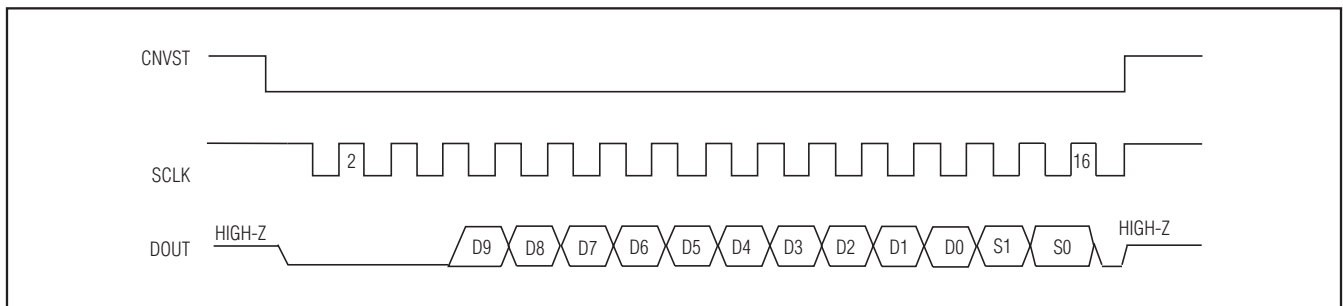 CNVST
SCLK
2
16
DOUT
HIGH-Z
D9 D8 D7 D6 D5 D4 D3 D2 D1 D0 S1 S0
HIGH-Z